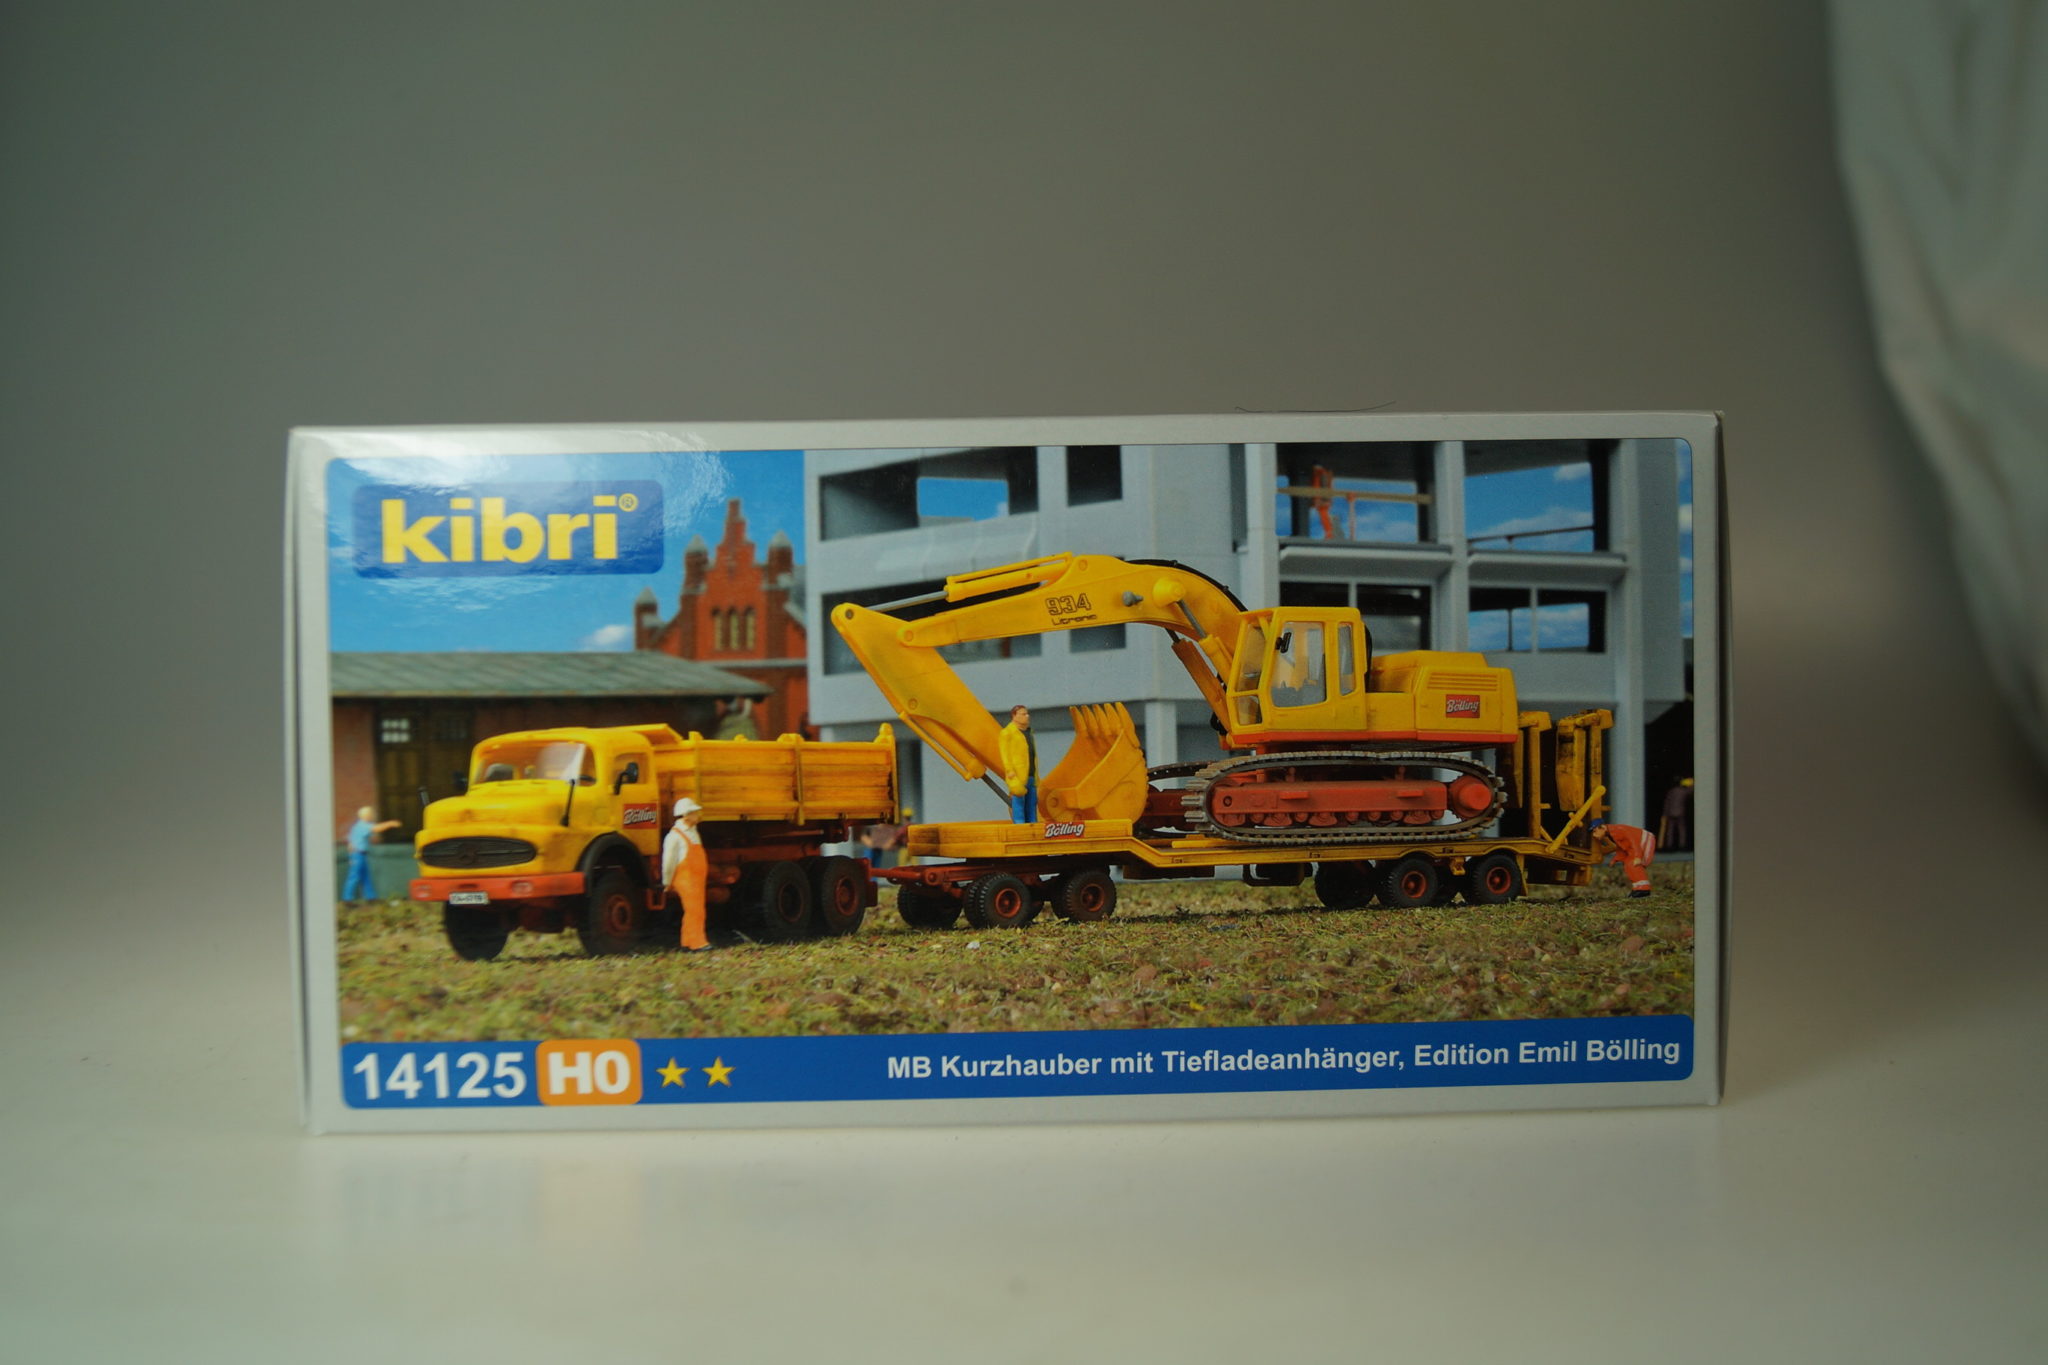 kibri®
934
Litronic
Bölling
Bölling
Bölling
14125 H0
MB Kurzhauber mit Tiefladeanhänger, Edition Emil Bölling